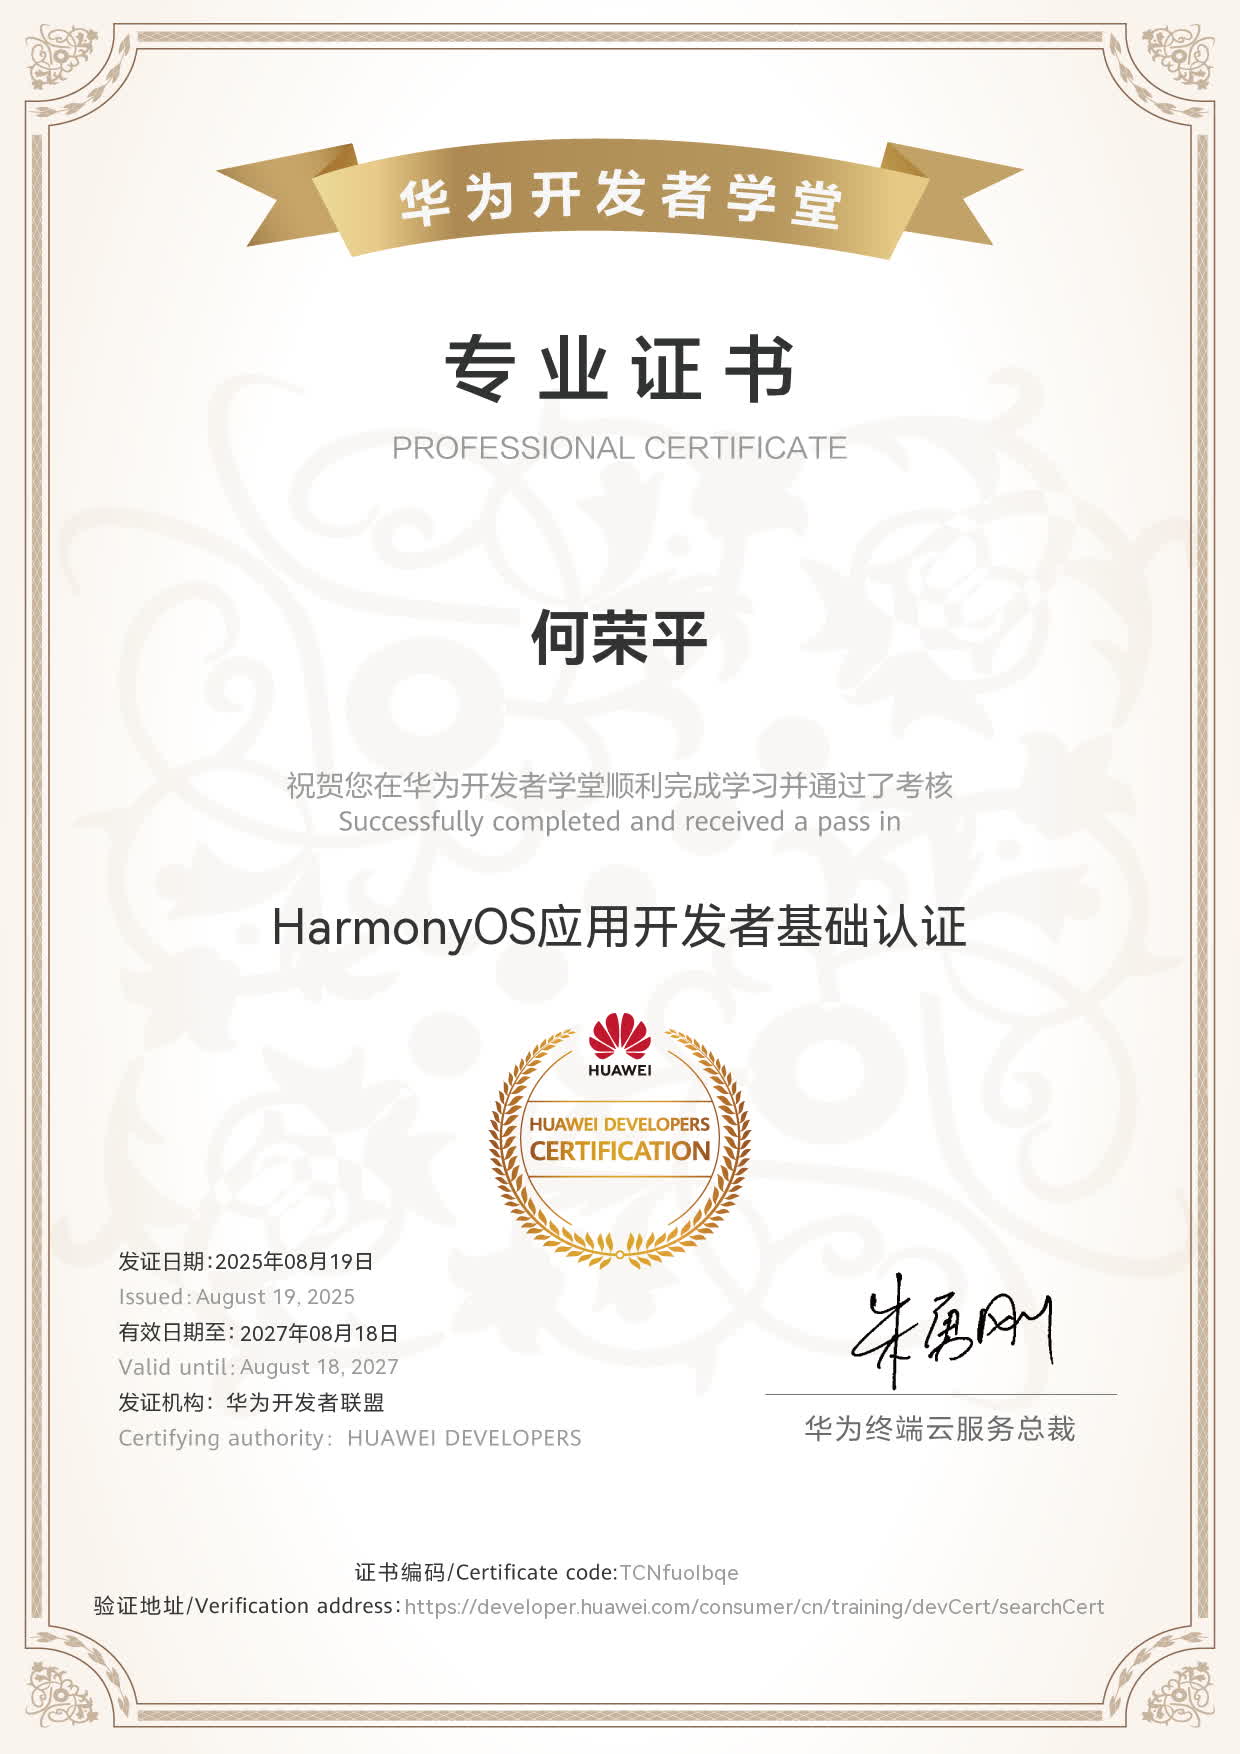 华为开发者学堂
专业证书
PROFESSIONAL CERTIFICATE
何荣平
祝贺您在华为开发者学堂顺利完成学习并通过了考核
Successfully completed and received a pass in
HarmonyOS应用开发者基础认证
HUAWEI
HUAWEI DEVELOPERS
CERTIFICATION
发证日期:2025年08月19日
Issued: August 19, 2025
有效日期至: 2027年08月18日
Valid until: August 18, 2027
发证机构: 华为开发者联盟
Certifying authority: HUAWEI DEVELOPERS
朱勇刚
华为终端云服务总裁
证书编码/Certificate code:TCNfuoIbqe
验证地址/Verification address:https://developer.huawei.com/consumer/cn/training/devCert/searchCert